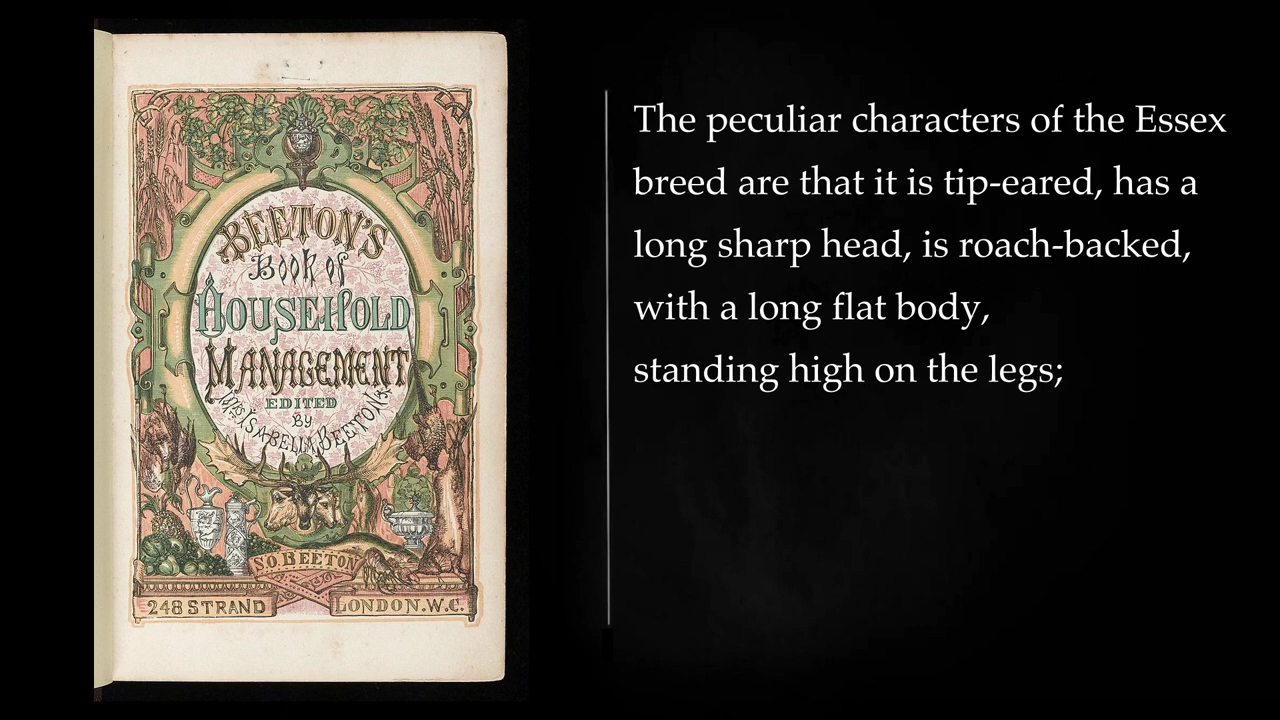 BEETON'S
Book of
HOUSEHOLD
MANAGEMENT
EDITED
By
MRS ISABELLA BEETON
S.O. BEETON
248 STRAND
LONDON. W.C.
The peculiar characters of the Essex
breed are that it is tip-eared, has a
long sharp head, is roach-backed,
with a long flat body,
standing high on the legs;